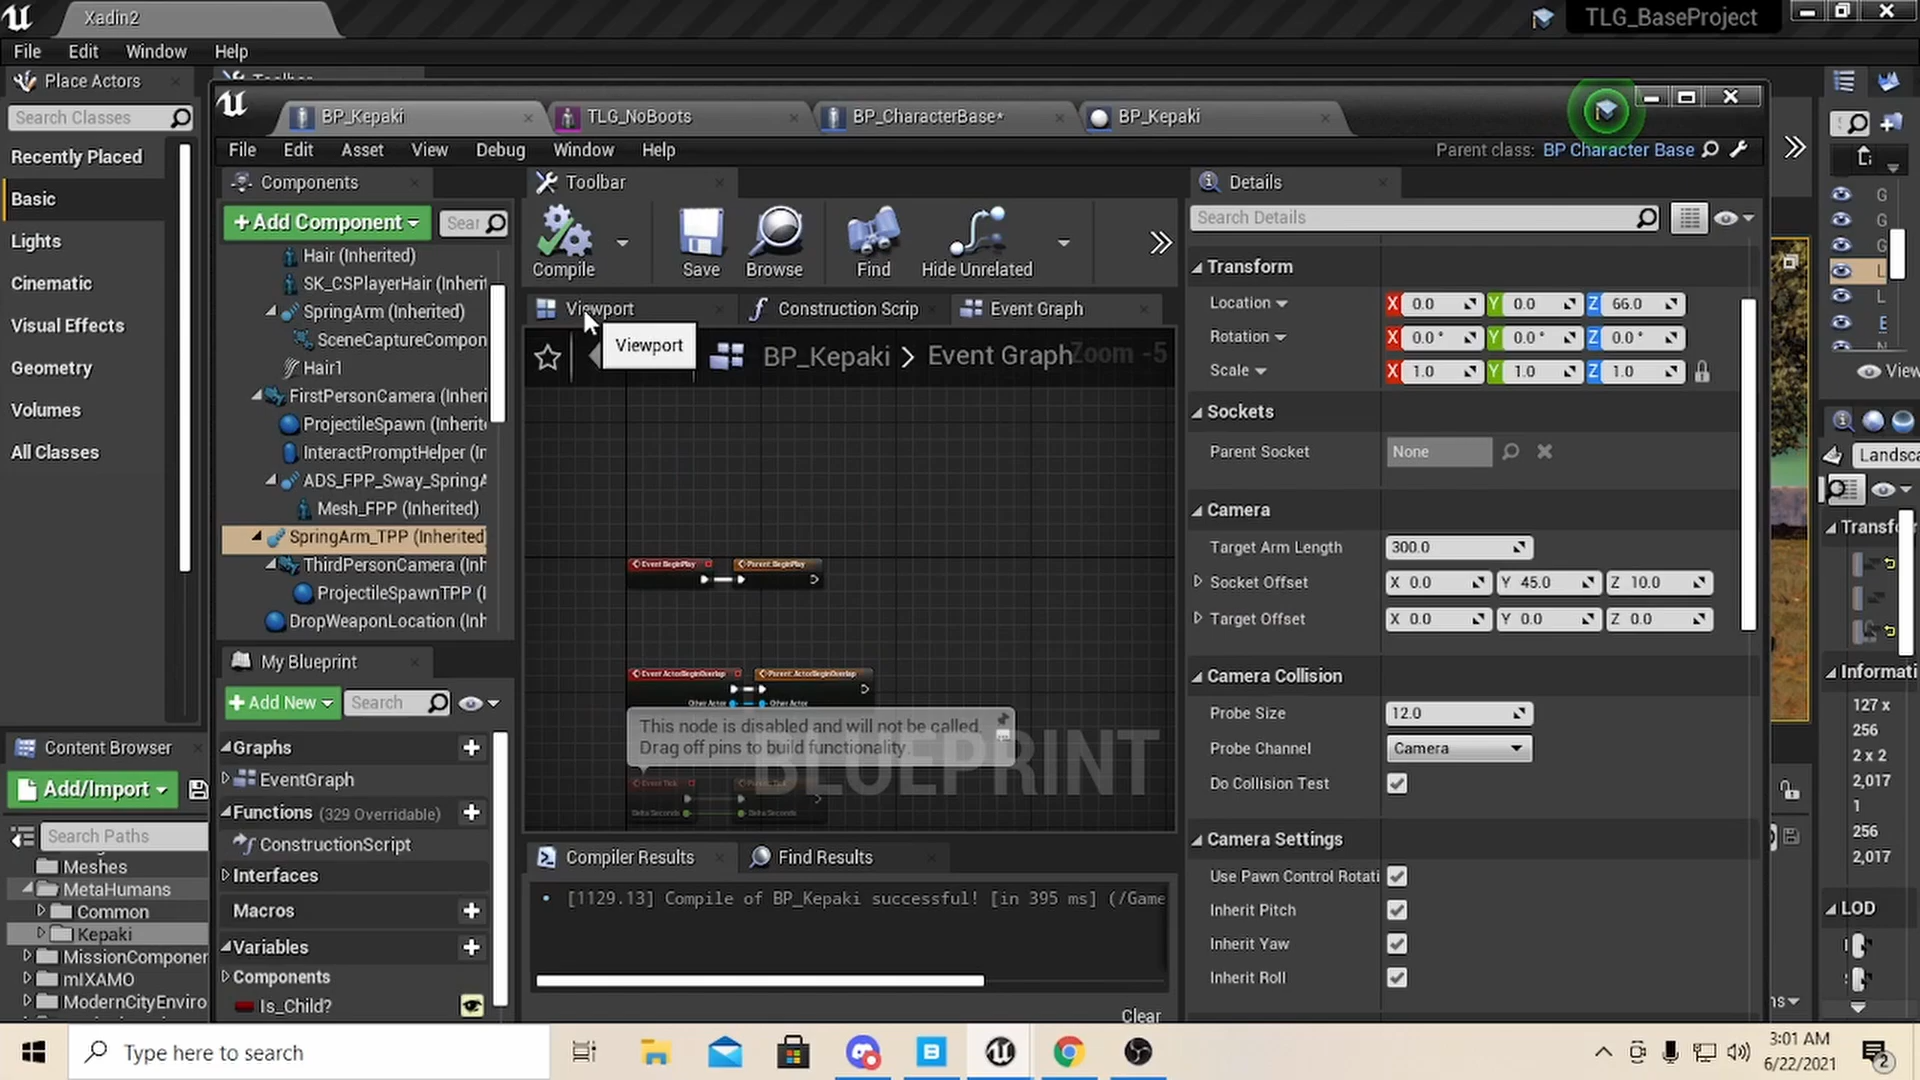 Xadin2
TLG_BaseProject
File Edit Window Help
Place Actors
Search Classes
Recently Placed
Basic
Lights
Cinematic
Visual Effects
Geometry
Volumes
All Classes
Content Browser
Add/Import
Search Paths
Meshes
MetaHumans
Common
Kepaki
MissionComponer
mIXAMO
ModernCityEnviro
BP_Kepaki
TLG_NoBoots
BP_CharacterBase*
BP_Kepaki
File Edit Asset View Debug Window Help
Parent class: BP Character Base
Components
+Add Component
Sear
Hair (Inherited)
SK_CSPlayerHair (Inherit
SpringArm (Inherited)
SceneCaptureCompon
Hair1
FirstPersonCamera (Inheri
ProjectileSpawn (Inherite
InteractPromptHelper (In
ADS_FPP_Sway_SpringA
Mesh_FPP (Inherited)
SpringArm_TPP (Inherited
ThirdPersonCamera (Inh
ProjectileSpawnTPP (I
DropWeaponLocation (Inh
My Blueprint
+Add New
Search
Graphs
EventGraph
Functions (329 Overridable)
ConstructionScript
Interfaces
Macros
Variables
Components
Is_Child?
Toolbar
Compile
Save
Browse
Find
Hide Unrelated
Viewport
Construction Scrip
Event Graph
Viewport
BP_Kepaki > Event Graph
Zoom -5
Event BeginPlay
Parent: BeginPlay
Event ActorBeginOverlap
Parent: ActorBeginOverlap
Other Actor
Other Actor
This node is disabled and will not be called.
Drag off pins to build functionality.
Event Tick
Parent: Tick
Delta Seconds
Delta Seconds
BLUEPRINT
Compiler Results
Find Results
[1129.13] Compile of BP_Kepaki successful! [in 395 ms] (/Game
Clear
Details
Search Details
Transform
Location X 0.0 Y 0.0 Z 66.0
Rotation X 0.0 ° Y 0.0 ° Z 0.0 °
Scale X 1.0 Y 1.0 Z 1.0
Sockets
Parent Socket None
Camera
Target Arm Length 300.0
Socket Offset X 0.0 Y 45.0 Z 10.0
Target Offset X 0.0 Y 0.0 Z 0.0
Camera Collision
Probe Size 12.0
Probe Channel Camera
Do Collision Test
Camera Settings
Use Pawn Control Rotati
Inherit Pitch
Inherit Yaw
Inherit Roll
G
G
G
L
L
E
View
Landsca
Transfo
Informati
127 x
256
2 x 2
2,017
1
256
2,017
LOD
Type here to search
3:01 AM
6/22/2021
2